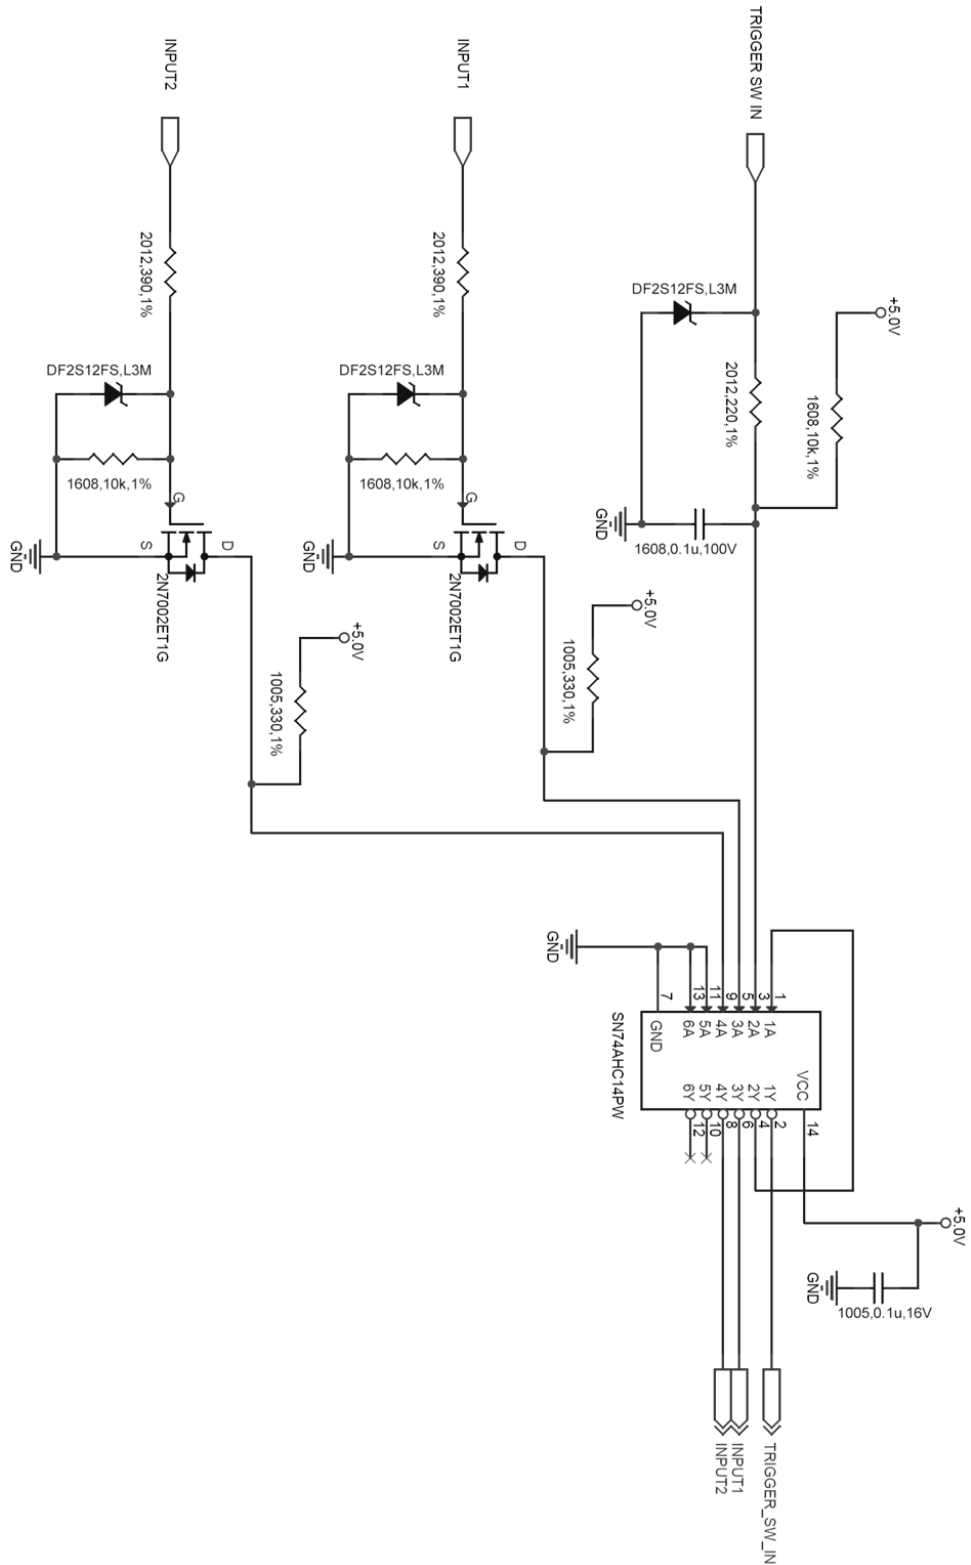 TRIGGER SW IN
+5.0V
DF2S12FS,L3M
2012,220,1%
1608,10k,1%
GND
1608,0.1u,100V
INPUT1
2012,390,1%
DF2S12FS,L3M
1608,10k,1%
G
S
D
GND
2N7002ET1G
+5.0V
1005,330,1%
INPUT2
2012,390,1%
DF2S12FS,L3M
1608,10k,1%
G
S
D
GND
2N7002ET1G
+5.0V
1005,330,1%
GND
1
3
5
9
11
13
7
1A
2A
3A
4A
5A
6A
GND
SN74AHC14PW
VCC
1Y
2Y
3Y
4Y
5Y
6Y
14
2
4
6
8
10
12
+5.0V
GND
1005,0.1u,16V
TRIGGER_SW_IN
INPUT1
INPUT2